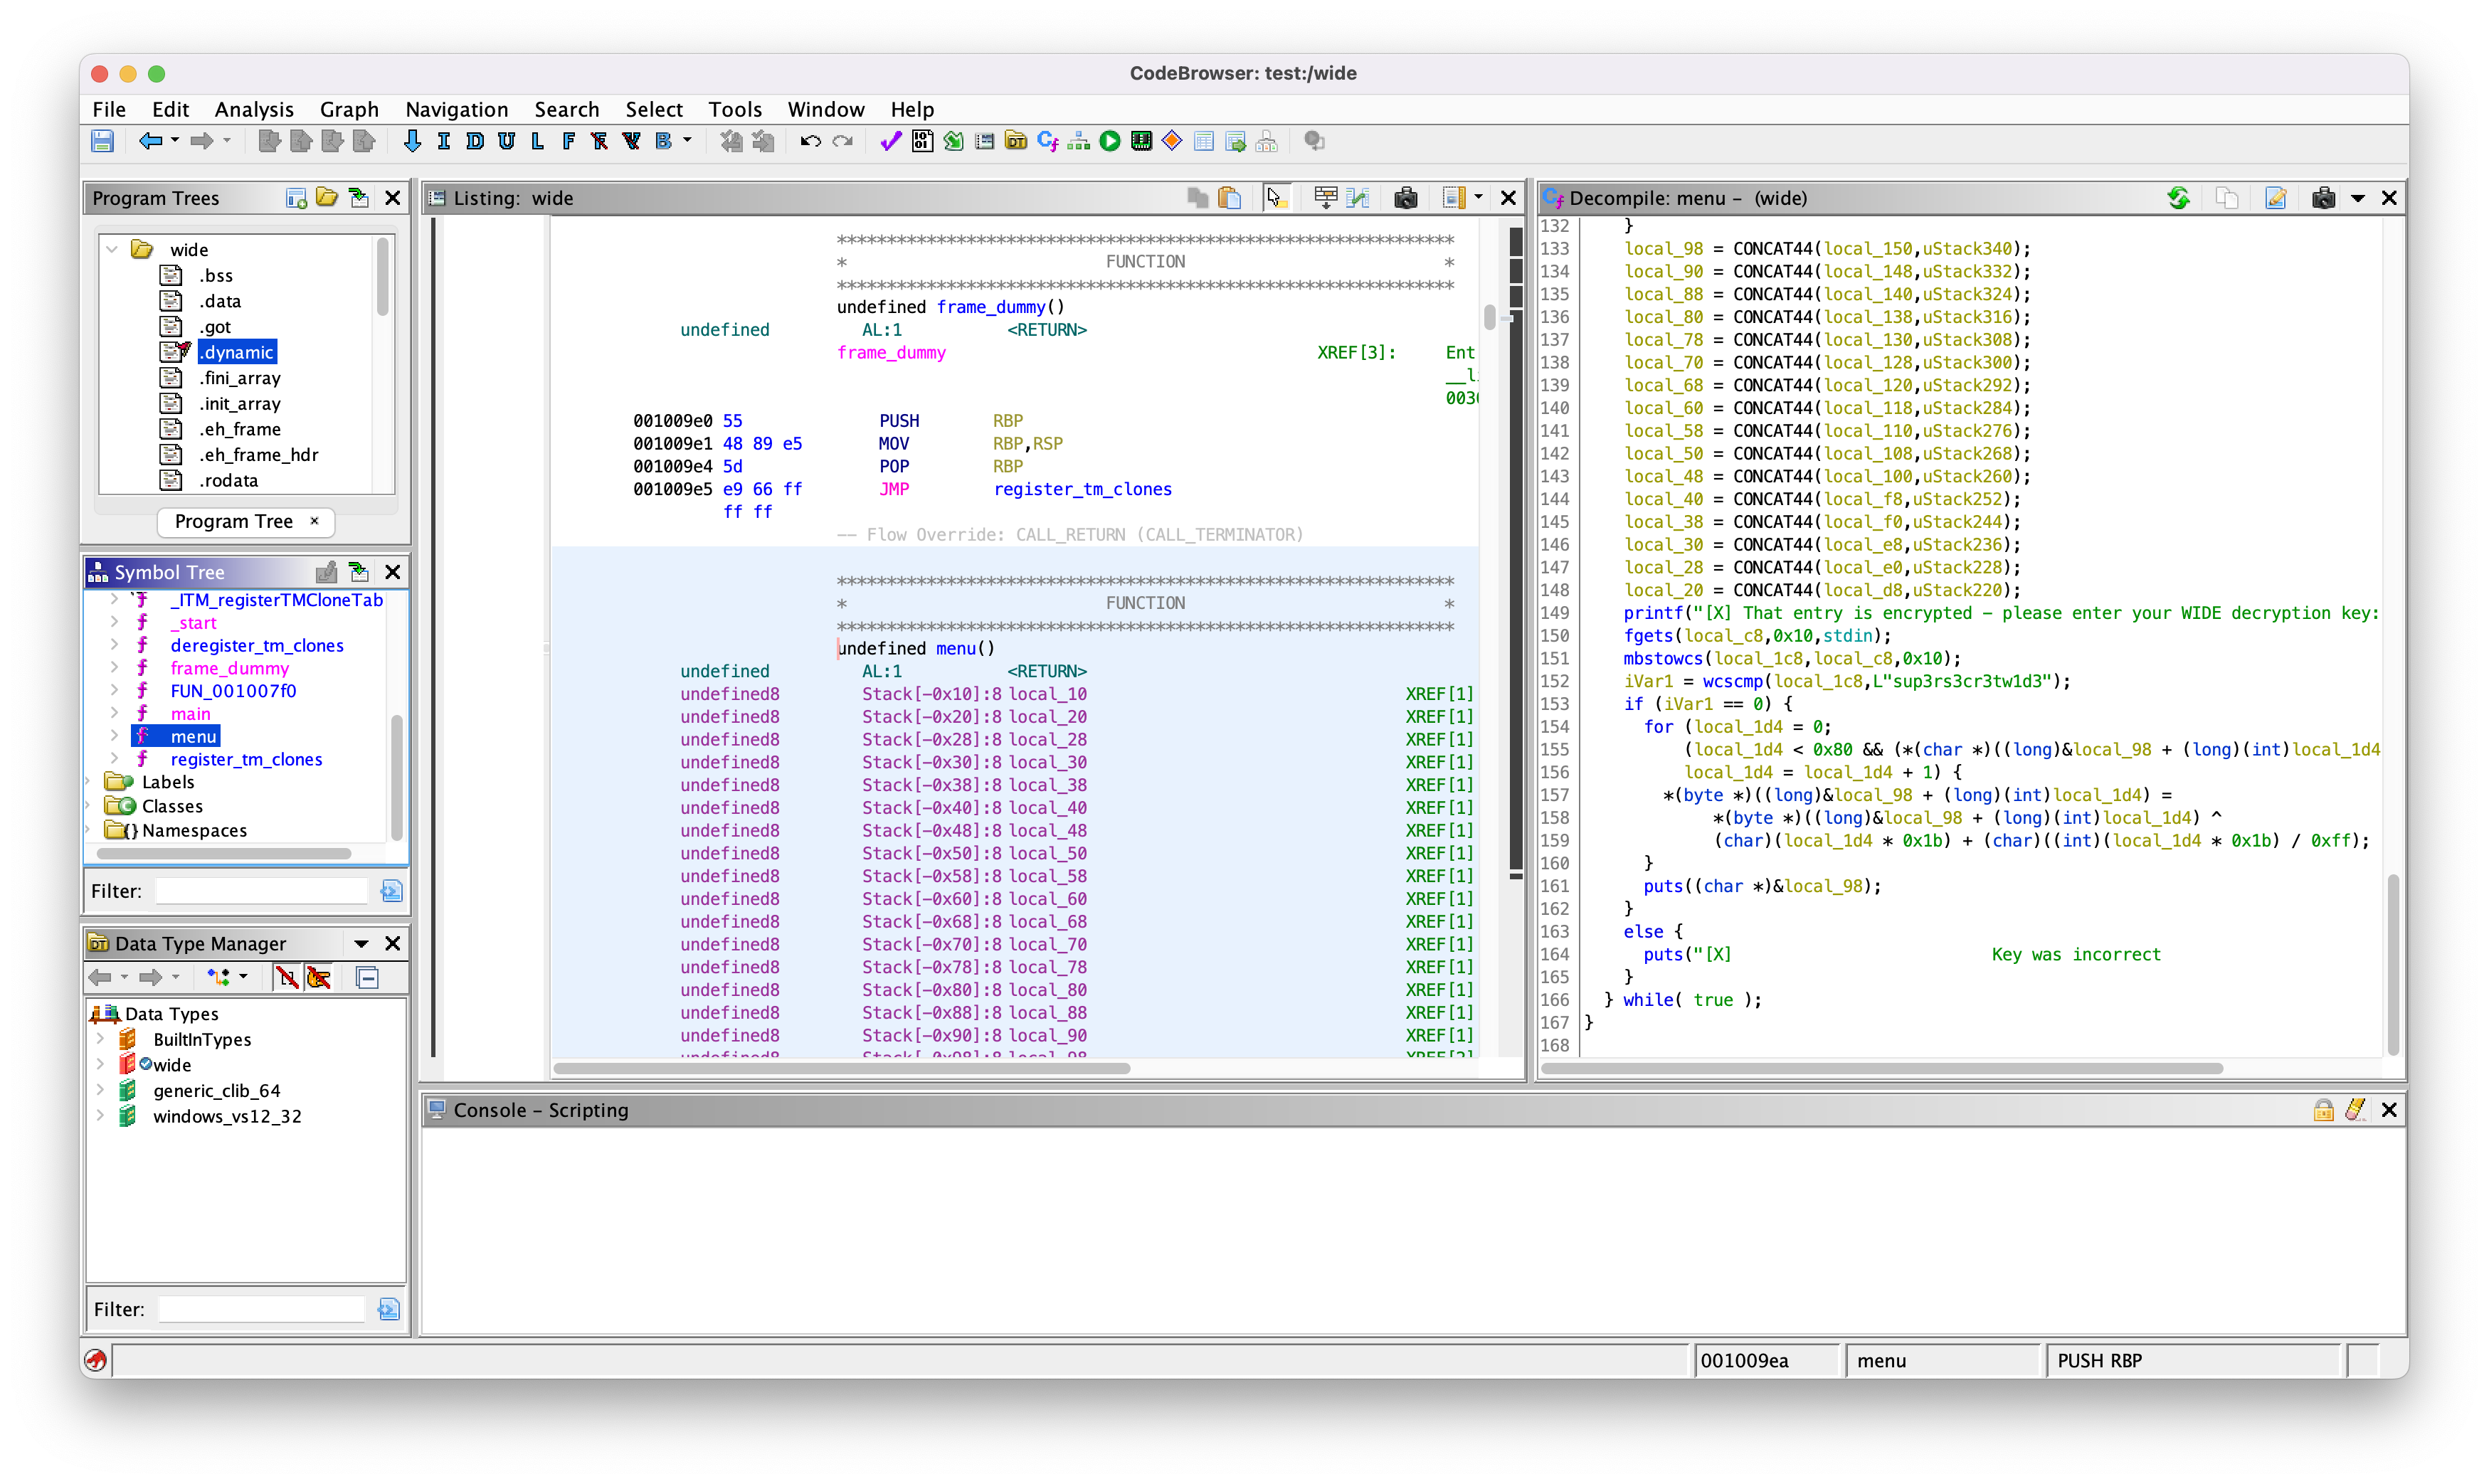 CodeBrowser: test:/wide
File Edit Analysis Graph Navigation Search Select Tools Window Help
I D U L F B
Program Trees
wide
.bss
.data
.got
.dynamic
.fini_array
.init_array
.eh_frame
.eh_frame_hdr
.rodata
Program Tree ×
Symbol Tree
_ITM_registerTMCloneTab
_start
deregister_tm_clones
frame_dummy
FUN_001007f0
main
menu
register_tm_clones
Labels
Classes
Namespaces
Filter:
Data Type Manager
Data Types
BuiltInTypes
wide
generic_clib_64
windows_vs12_32
Filter:
Listing: wide
**************************************************************
* FUNCTION *
**************************************************************
undefined frame_dummy()
undefined AL:1 <RETURN>
frame_dummy XREF[3]: Ent
__l
003
001009e0 55 PUSH RBP
001009e1 48 89 e5 MOV RBP,RSP
001009e4 5d POP RBP
001009e5 e9 66 ff JMP register_tm_clones
ff ff
-- Flow Override: CALL_RETURN (CALL_TERMINATOR)
**************************************************************
* FUNCTION *
**************************************************************
undefined menu()
undefined AL:1 <RETURN>
undefined8 Stack[-0x10]:8 local_10 XREF[1]
undefined8 Stack[-0x20]:8 local_20 XREF[1]
undefined8 Stack[-0x28]:8 local_28 XREF[1]
undefined8 Stack[-0x30]:8 local_30 XREF[1]
undefined8 Stack[-0x38]:8 local_38 XREF[1]
undefined8 Stack[-0x40]:8 local_40 XREF[1]
undefined8 Stack[-0x48]:8 local_48 XREF[1]
undefined8 Stack[-0x50]:8 local_50 XREF[1]
undefined8 Stack[-0x58]:8 local_58 XREF[1]
undefined8 Stack[-0x60]:8 local_60 XREF[1]
undefined8 Stack[-0x68]:8 local_68 XREF[1]
undefined8 Stack[-0x70]:8 local_70 XREF[1]
undefined8 Stack[-0x78]:8 local_78 XREF[1]
undefined8 Stack[-0x80]:8 local_80 XREF[1]
undefined8 Stack[-0x88]:8 local_88 XREF[1]
undefined8 Stack[-0x90]:8 local_90 XREF[1]
undefined8 Stack[-0x98]:8 local_98 XREF[2]
Decompile: menu – (wide)
132 }
133 local_98 = CONCAT44(local_150,uStack340);
134 local_90 = CONCAT44(local_148,uStack332);
135 local_88 = CONCAT44(local_140,uStack324);
136 local_80 = CONCAT44(local_138,uStack316);
137 local_78 = CONCAT44(local_130,uStack308);
138 local_70 = CONCAT44(local_128,uStack300);
139 local_68 = CONCAT44(local_120,uStack292);
140 local_60 = CONCAT44(local_118,uStack284);
141 local_58 = CONCAT44(local_110,uStack276);
142 local_50 = CONCAT44(local_108,uStack268);
143 local_48 = CONCAT44(local_100,uStack260);
144 local_40 = CONCAT44(local_f8,uStack252);
145 local_38 = CONCAT44(local_f0,uStack244);
146 local_30 = CONCAT44(local_e8,uStack236);
147 local_28 = CONCAT44(local_e0,uStack228);
148 local_20 = CONCAT44(local_d8,uStack220);
149 printf("[X] That entry is encrypted - please enter your WIDE decryption key:
150 fgets(local_c8,0x10,stdin);
151 mbstowcs(local_1c8,local_c8,0x10);
152 iVar1 = wcscmp(local_1c8,L"sup3rs3cr3tw1d3");
153 if (iVar1 == 0) {
154 for (local_1d4 = 0;
155 (local_1d4 < 0x80 && (*(char *)((long)&local_98 + (long)(int)local_1d4
156 local_1d4 = local_1d4 + 1) {
157 *(byte *)((long)&local_98 + (long)(int)local_1d4) =
158 *(byte *)((long)&local_98 + (long)(int)local_1d4) ^
159 (char)(local_1d4 * 0x1b) + (char)((int)(local_1d4 * 0x1b) / 0xff);
160 }
161 puts((char *)&local_98);
162 }
163 else {
164 puts("[X] Key was incorrect
165 }
166 } while( true );
167 }
168
Console – Scripting
001009ea menu PUSH RBP